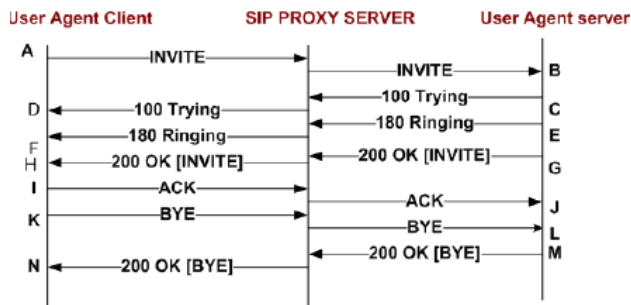 User Agent Client SIP PROXY SERVER User Agent server
A INVITE
INVITE B
100 Trying C
D 100 Trying
180 Ringing E
F 180 Ringing
200 OK [INVITE] G
H 200 OK [INVITE]
I ACK
ACK J
K BYE
BYE L
200 OK [BYE] M
N 200 OK [BYE]